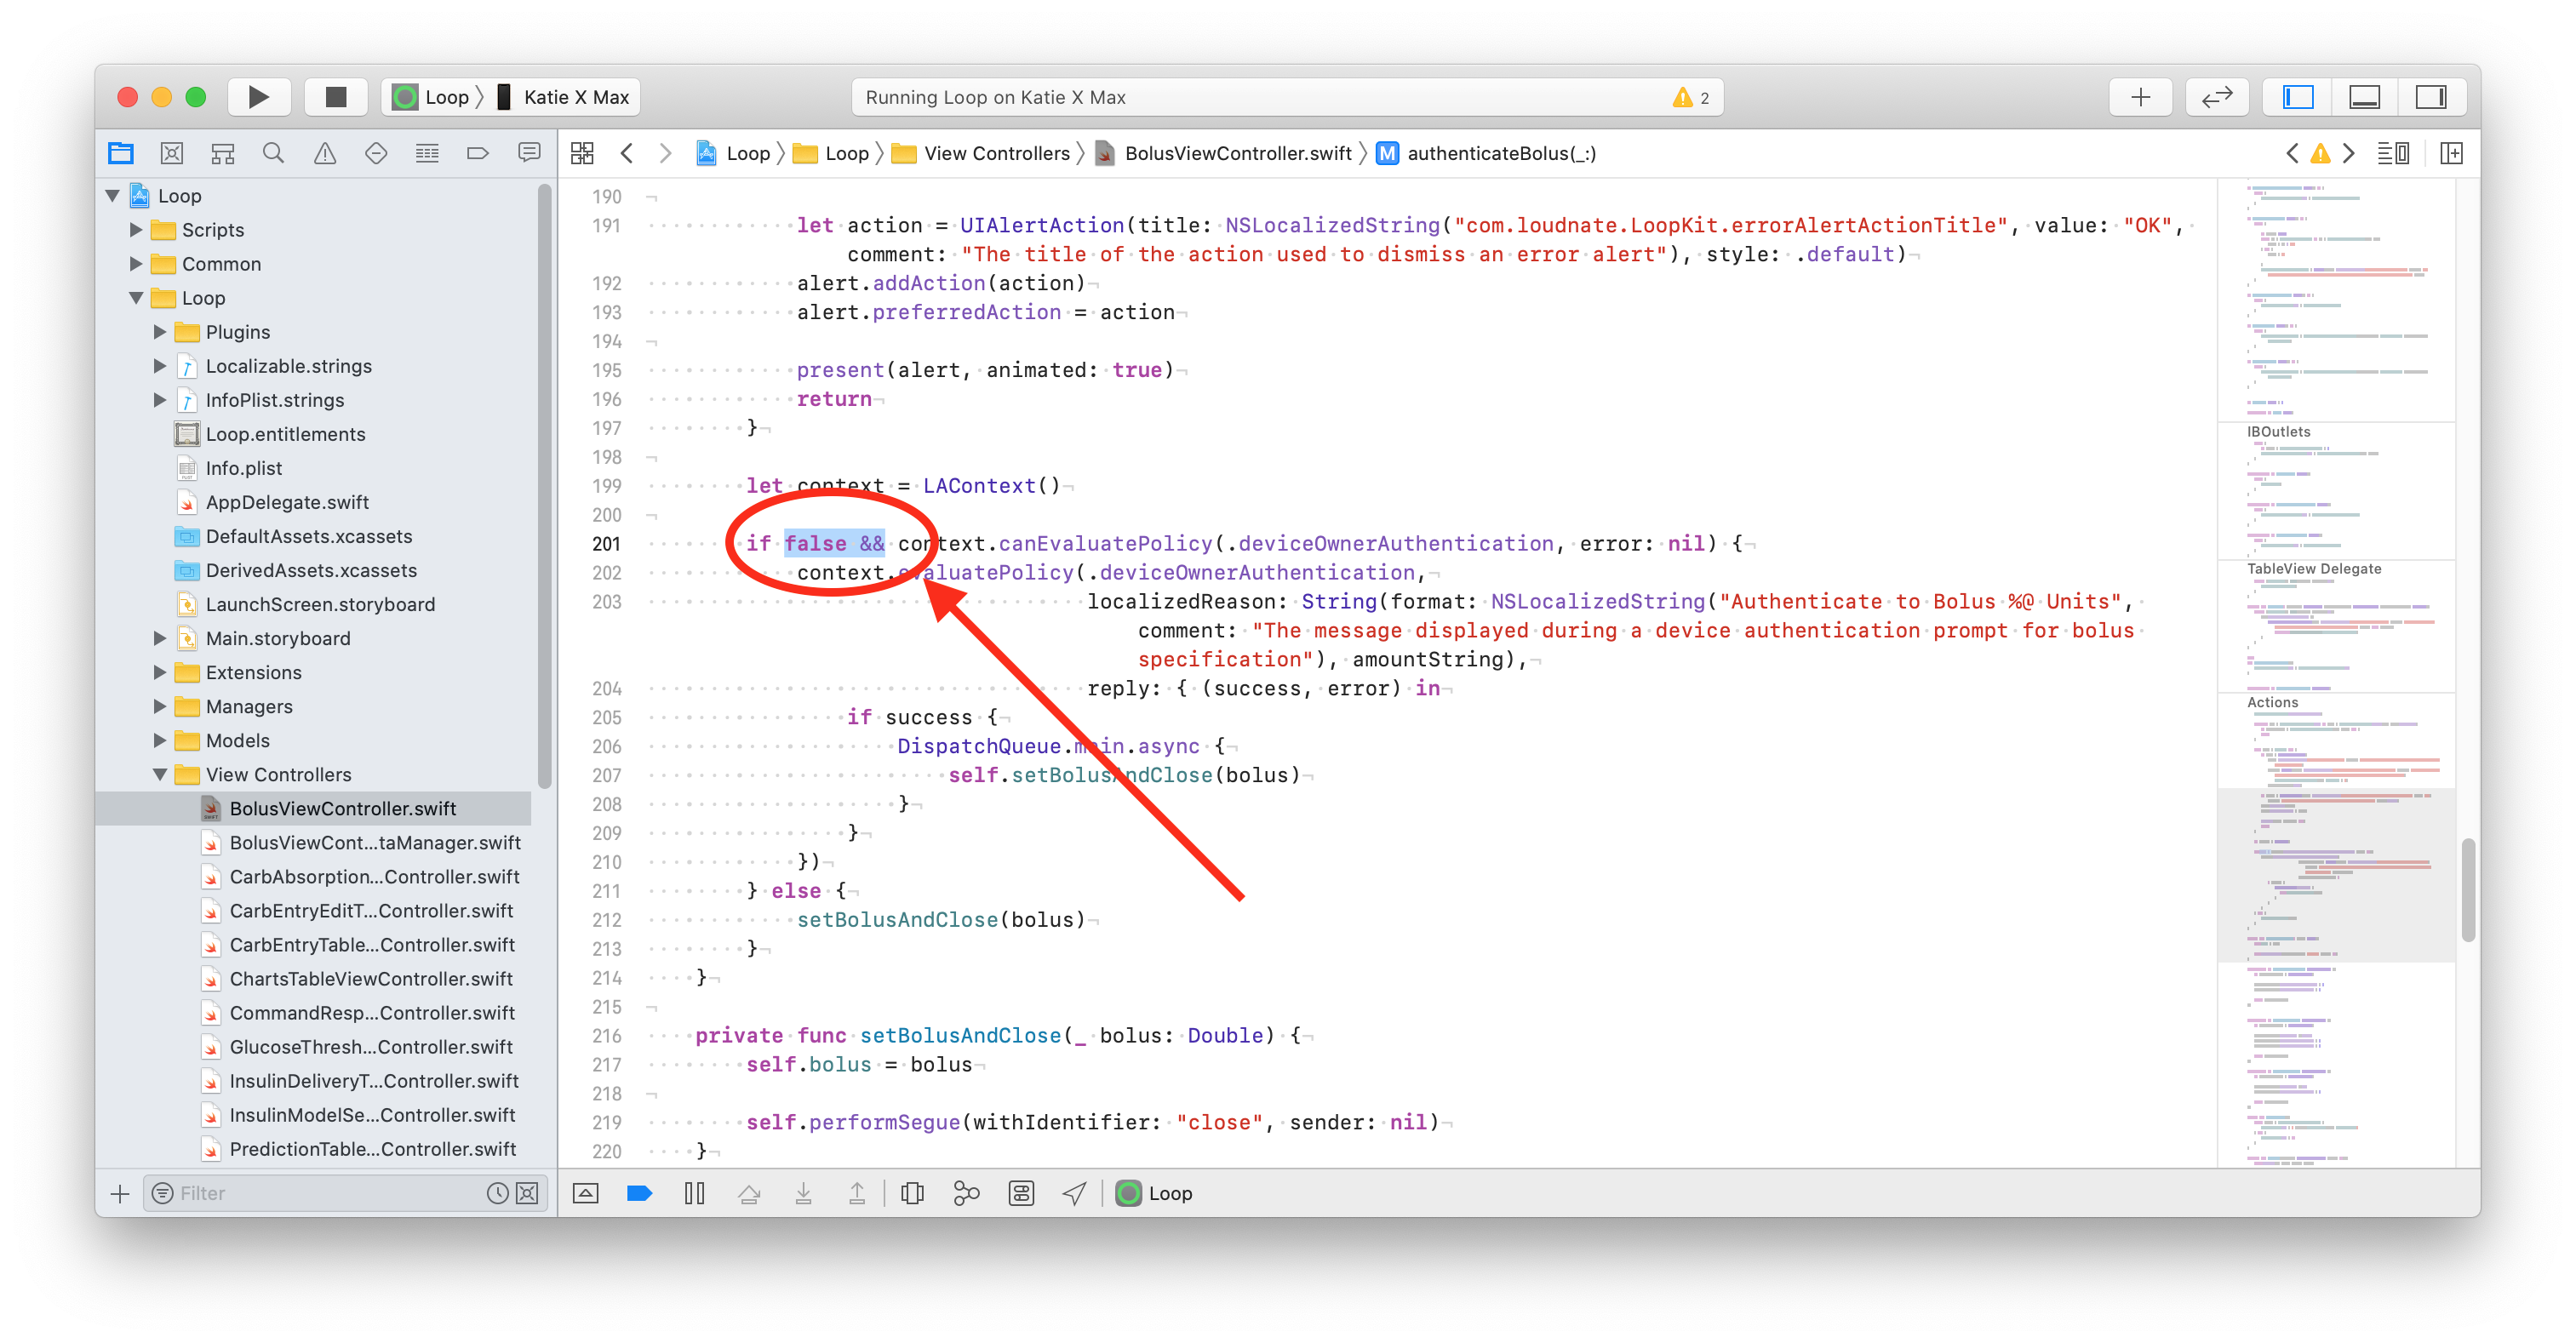 Loop 〉 Katie X Max
Running Loop on Katie X Max
2
Loop 〉 Loop 〉 View Controllers 〉 BolusViewController.swift 〉 M authenticateBolus(_:)
Loop
Scripts
Common
Loop
Plugins
Localizable.strings
InfoPlist.strings
Loop.entitlements
Info.plist
AppDelegate.swift
DefaultAssets.xcassets
DerivedAssets.xcassets
LaunchScreen.storyboard
Main.storyboard
Extensions
Managers
Models
View Controllers
BolusViewController.swift
BolusViewCont...taManager.swift
CarbAbsorption...Controller.swift
CarbEntryEditT...Controller.swift
CarbEntryTable...Controller.swift
ChartsTableViewController.swift
CommandResp...Controller.swift
GlucoseThresh...Controller.swift
InsulinDeliveryT...Controller.swift
InsulinModelSe...Controller.swift
PredictionTable...Controller.swift
Filter
190
191 let action = UIAlertAction(title: NSLocalizedString("com.loudnate.LoopKit.errorAlertActionTitle", value: "OK",
comment: "The title of the action used to dismiss an error alert"), style: .default)
192 alert.addAction(action)
193 alert.preferredAction = action
194
195 present(alert, animated: true)
196 return
197 }
198
199 let context = LAContext()
200
201 if false && context.canEvaluatePolicy(.deviceOwnerAuthentication, error: nil) {
202 context.evaluatePolicy(.deviceOwnerAuthentication,
203 localizedReason: String(format: NSLocalizedString("Authenticate to Bolus %@ Units",
comment: "The message displayed during a device authentication prompt for bolus
specification"), amountString),
204 reply: { (success, error) in
205 if success {
206 DispatchQueue.main.async {
207 self.setBolusAndClose(bolus)
208 }
209 }
210 })
211 } else {
212 setBolusAndClose(bolus)
213 }
214 }
215
216 private func setBolusAndClose(_ bolus: Double) {
217 self.bolus = bolus
218
219 self.performSegue(withIdentifier: "close", sender: nil)
220 }
IBOutlets
TableView Delegate
Actions
Loop